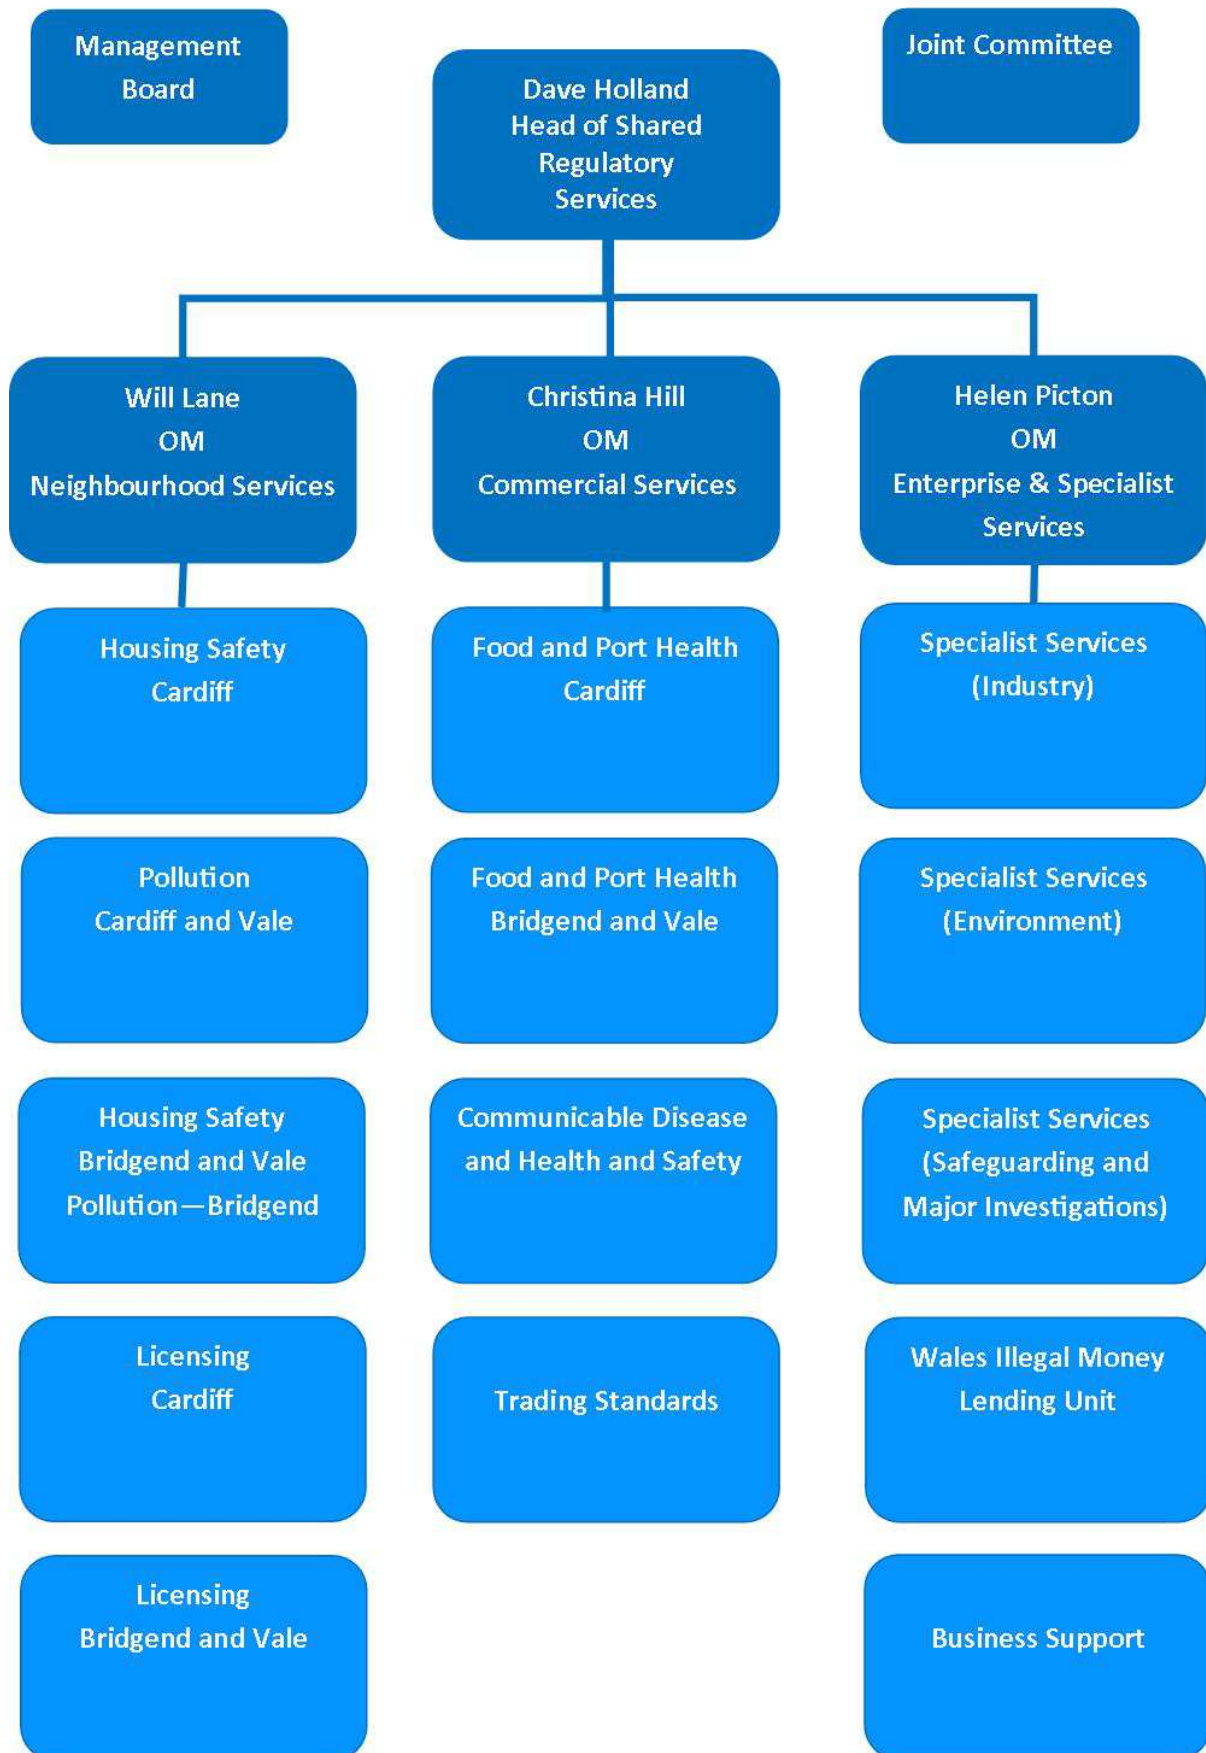 Management
Board
Joint Committee
Dave Holland
Head of Shared
Regulatory
Services
Will Lane
OM
Neighbourhood Services
Christina Hill
OM
Commercial Services
Helen Picton
OM
Enterprise & Specialist
Services
Housing Safety
Cardiff
Food and Port Health
Cardiff
Specialist Services
(Industry)
Pollution
Cardiff and Vale
Food and Port Health
Bridgend and Vale
Specialist Services
(Environment)
Housing Safety
Bridgend and Vale
Pollution—Bridgend
Communicable Disease
and Health and Safety
Specialist Services
(Safeguarding and
Major Investigations)
Licensing
Cardiff
Trading Standards
Wales Illegal Money
Lending Unit
Licensing
Bridgend and Vale
Business Support